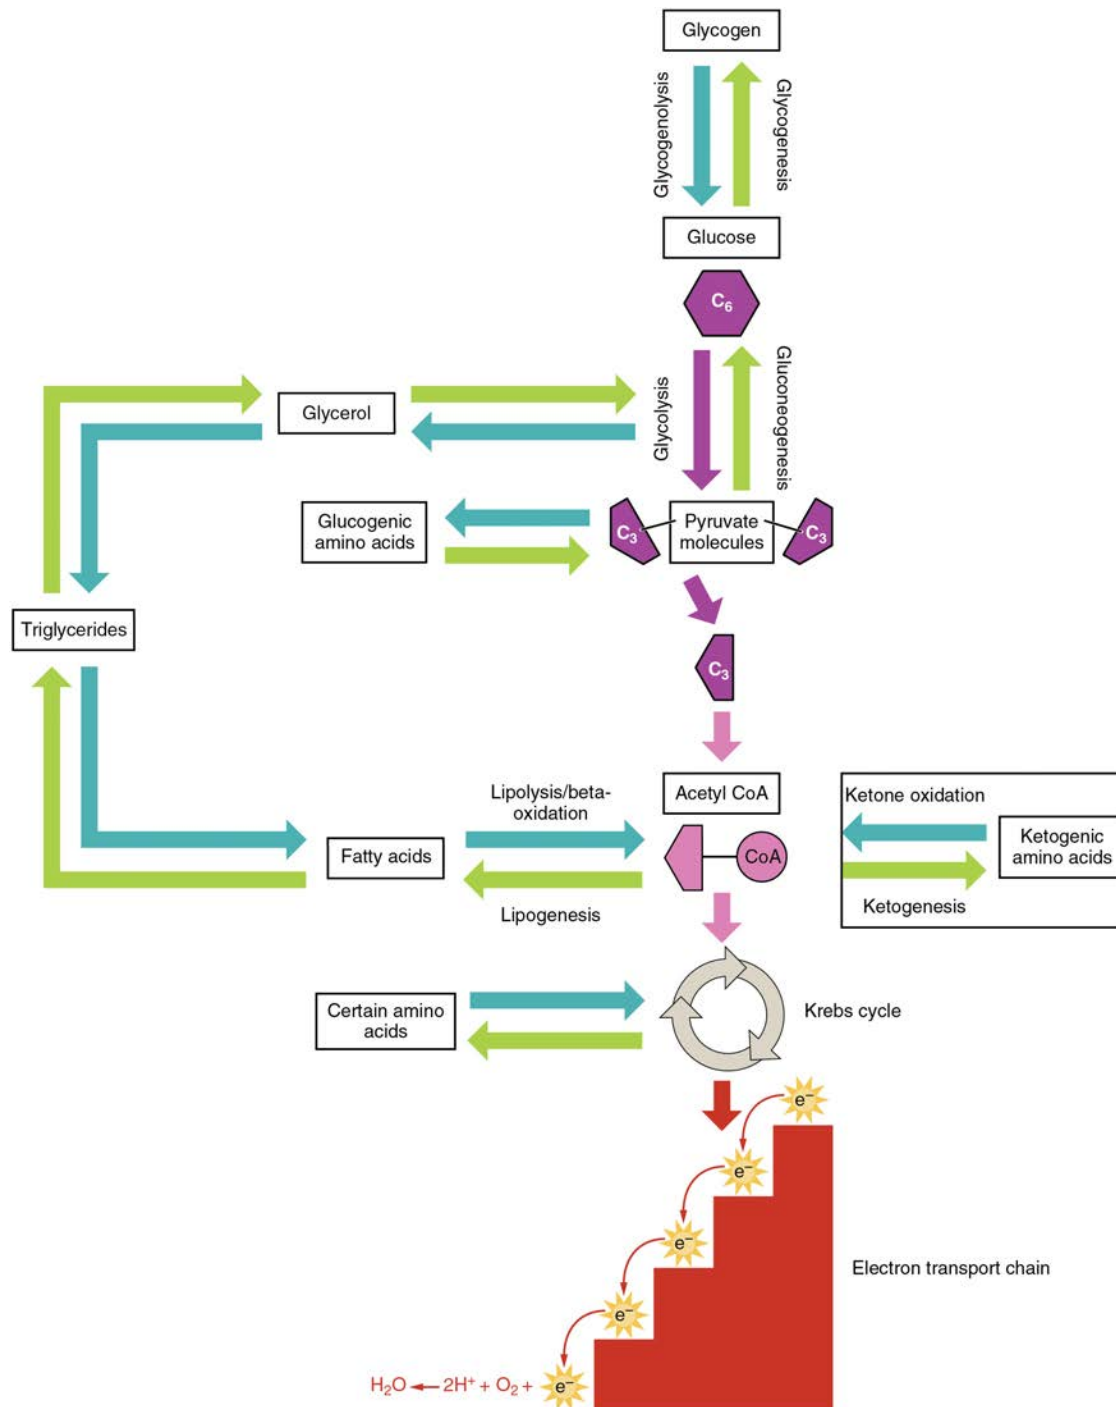 Glycogen
Glycogenolysis
Glycogenesis
Glucose
C₆
Glycolysis
Gluconeogenesis
Glycerol
Glucogenic
amino acids
C₃
Pyruvate
molecules
C₃
Triglycerides
C₃
Acetyl CoA
Lipolysis/beta-
oxidation
Fatty acids
Lipogenesis
CoA
Ketone oxidation
Ketogenic
amino acids
Ketogenesis
Certain amino
acids
Krebs cycle
e⁻
e⁻
e⁻
e⁻
Electron transport chain
H₂O ← 2H⁺ + O₂ + e⁻